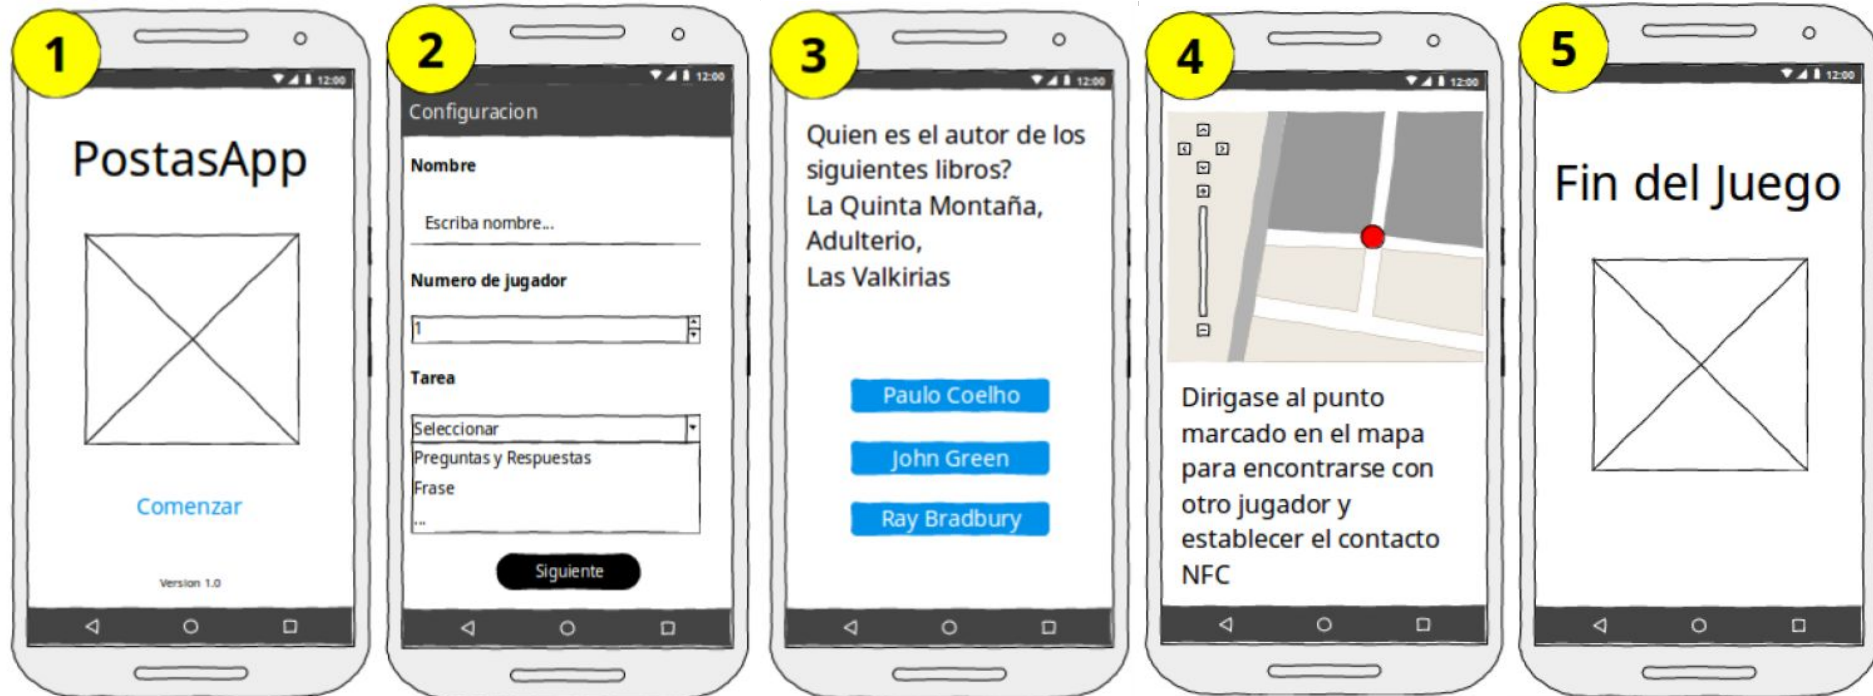 1
12:00
PostasApp
Comenzar
Version 1.0
2
12:00
Configuracion
Nombre
Escriba nombre...
Numero de jugador
1
Tarea
Seleccionar
Preguntas y Respuestas
Frase
...
Siguiente
3
12:00
Quien es el autor de los
siguientes libros?
La Quinta Montaña,
Adulterio,
Las Valkirias
Paulo Coelho
John Green
Ray Bradbury
4
12:00
Dirigase al punto
marcado en el mapa
para encontrarse con
otro jugador y
establecer el contacto
NFC
5
12:00
Fin del Juego